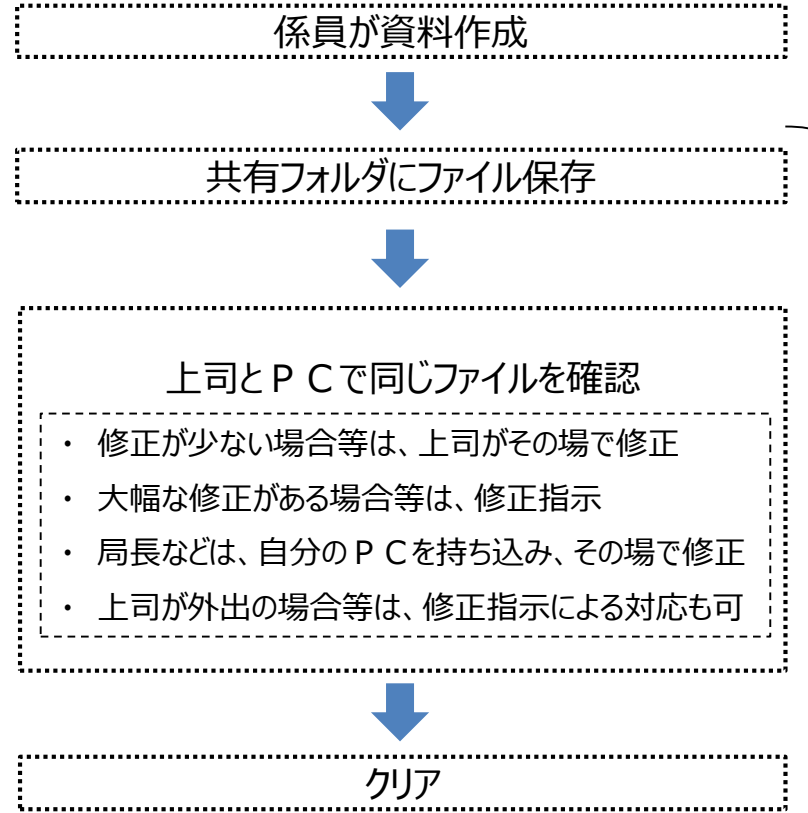 係員が資料作成
共有フォルダにファイル保存
上司とＰＣで同じファイルを確認
・ 修正が少ない場合等は、上司がその場で修正
・ 大幅な修正がある場合等は、修正指示
・ 局長などは、自分のＰＣを持ち込み、その場で修正
・ 上司が外出の場合等は、修正指示による対応も可
クリア